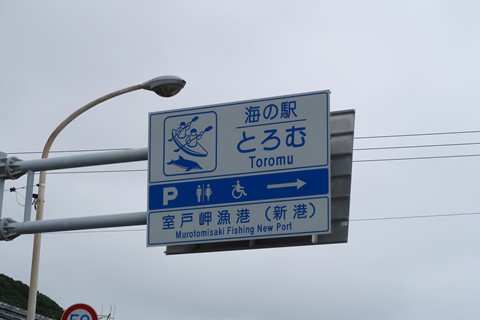 海の駅
とろむ
Toromu
P
室戸岬漁港（新港）
Murotomisaki Fishing New Port